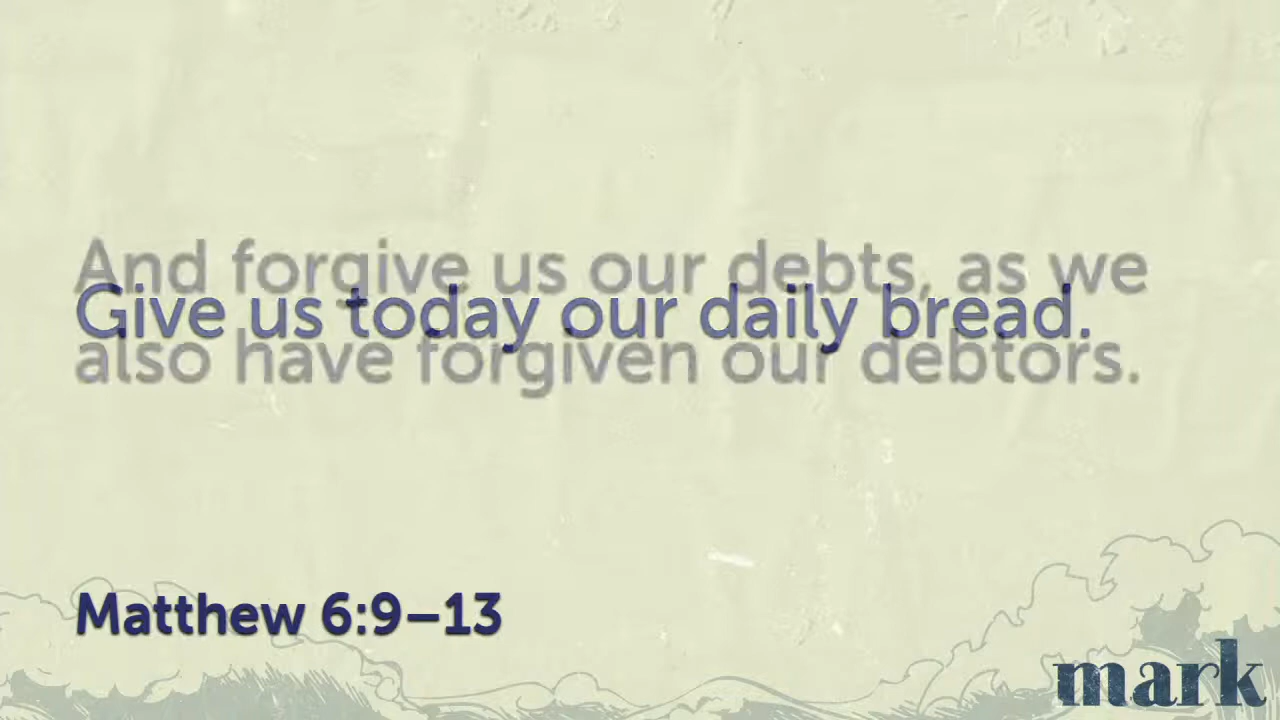 And forgive us our debts, as we
Give us today our daily bread.
also have forgiven our debtors.
Matthew 6:9–13
mark